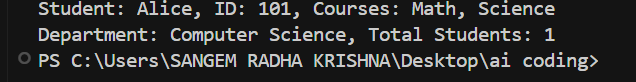 Student: Alice, ID: 101, Courses: Math, Science
Department: Computer Science, Total Students: 1
PS C:\Users\SANGEM RADHA KRISHNA\Desktop\ai coding>